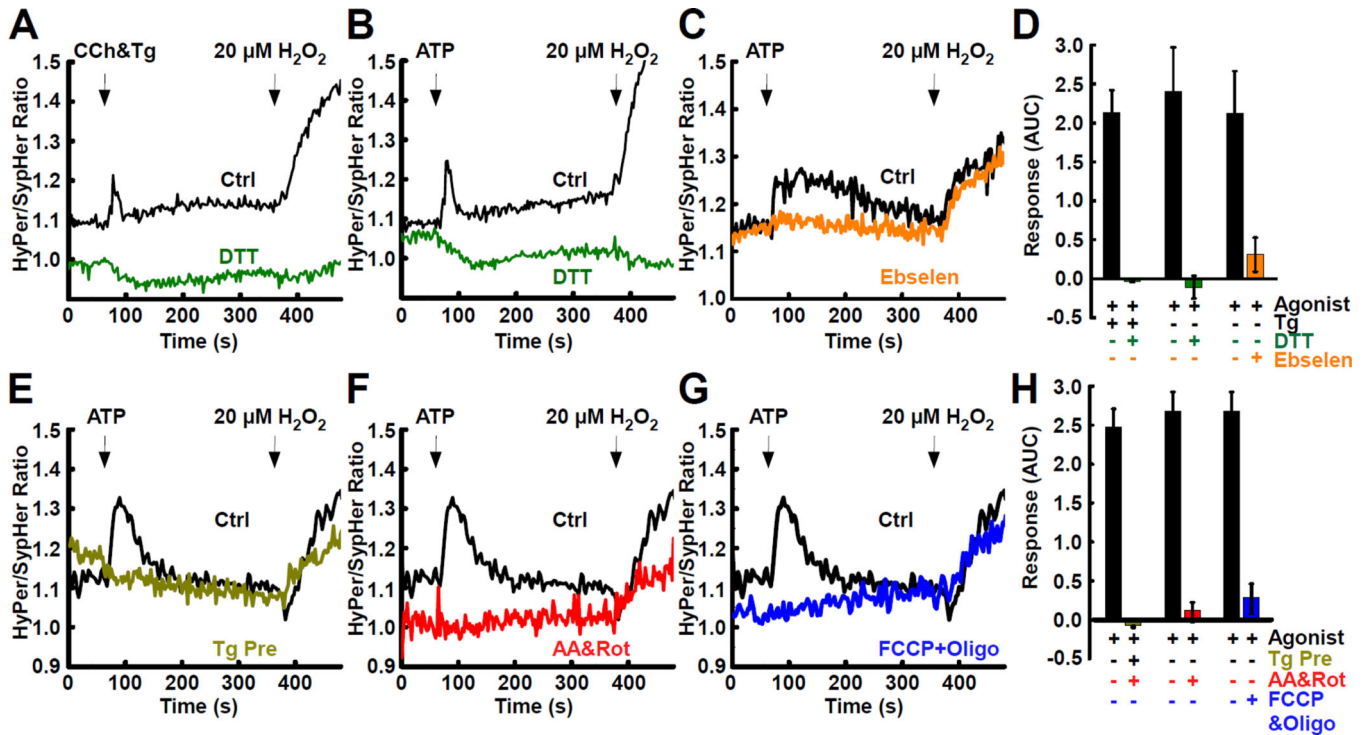 A
CCh&Tg
20 µM H₂O₂
HyPer/SypHer Ratio
1.5
1.4
1.3
1.2
1.1
1.0
Ctrl
DTT
0 100 200 300 400
Time (s)
B
ATP
20 µM H₂O₂
HyPer/SypHer Ratio
1.5
1.4
1.3
1.2
1.1
1.0
Ctrl
DTT
0 100 200 300 400
Time (s)
C
ATP
20 µM H₂O₂
HyPer/SypHer Ratio
1.5
1.4
1.3
1.2
1.1
1.0
Ctrl
Ebselen
0 100 200 300 400
Time (s)
D
Response (AUC)
3.0
2.5
2.0
1.5
1.0
0.5
0.0
-0.5
+ + + + + + Agonist
+ + - - - - Tg
- + - + - - DTT
- - - - - + Ebselen
E
ATP
20 µM H₂O₂
HyPer/SypHer Ratio
1.5
1.4
1.3
1.2
1.1
1.0
0.9
Ctrl
Tg Pre
0 100 200 300 400
Time (s)
F
ATP
20 µM H₂O₂
HyPer/SypHer Ratio
1.5
1.4
1.3
1.2
1.1
1.0
0.9
Ctrl
AA&Rot
0 100 200 300 400
Time (s)
G
ATP
20 µM H₂O₂
HyPer/SypHer Ratio
1.5
1.4
1.3
1.2
1.1
1.0
0.9
Ctrl
FCCP+Oligo
0 100 200 300 400
Time (s)
H
Response (AUC)
3.0
2.5
2.0
1.5
1.0
0.5
0.0
-0.5
+ + + + + + Agonist
- + - - - - Tg Pre
- + - + - - AA&Rot
- - - - - + FCCP
&Oligo